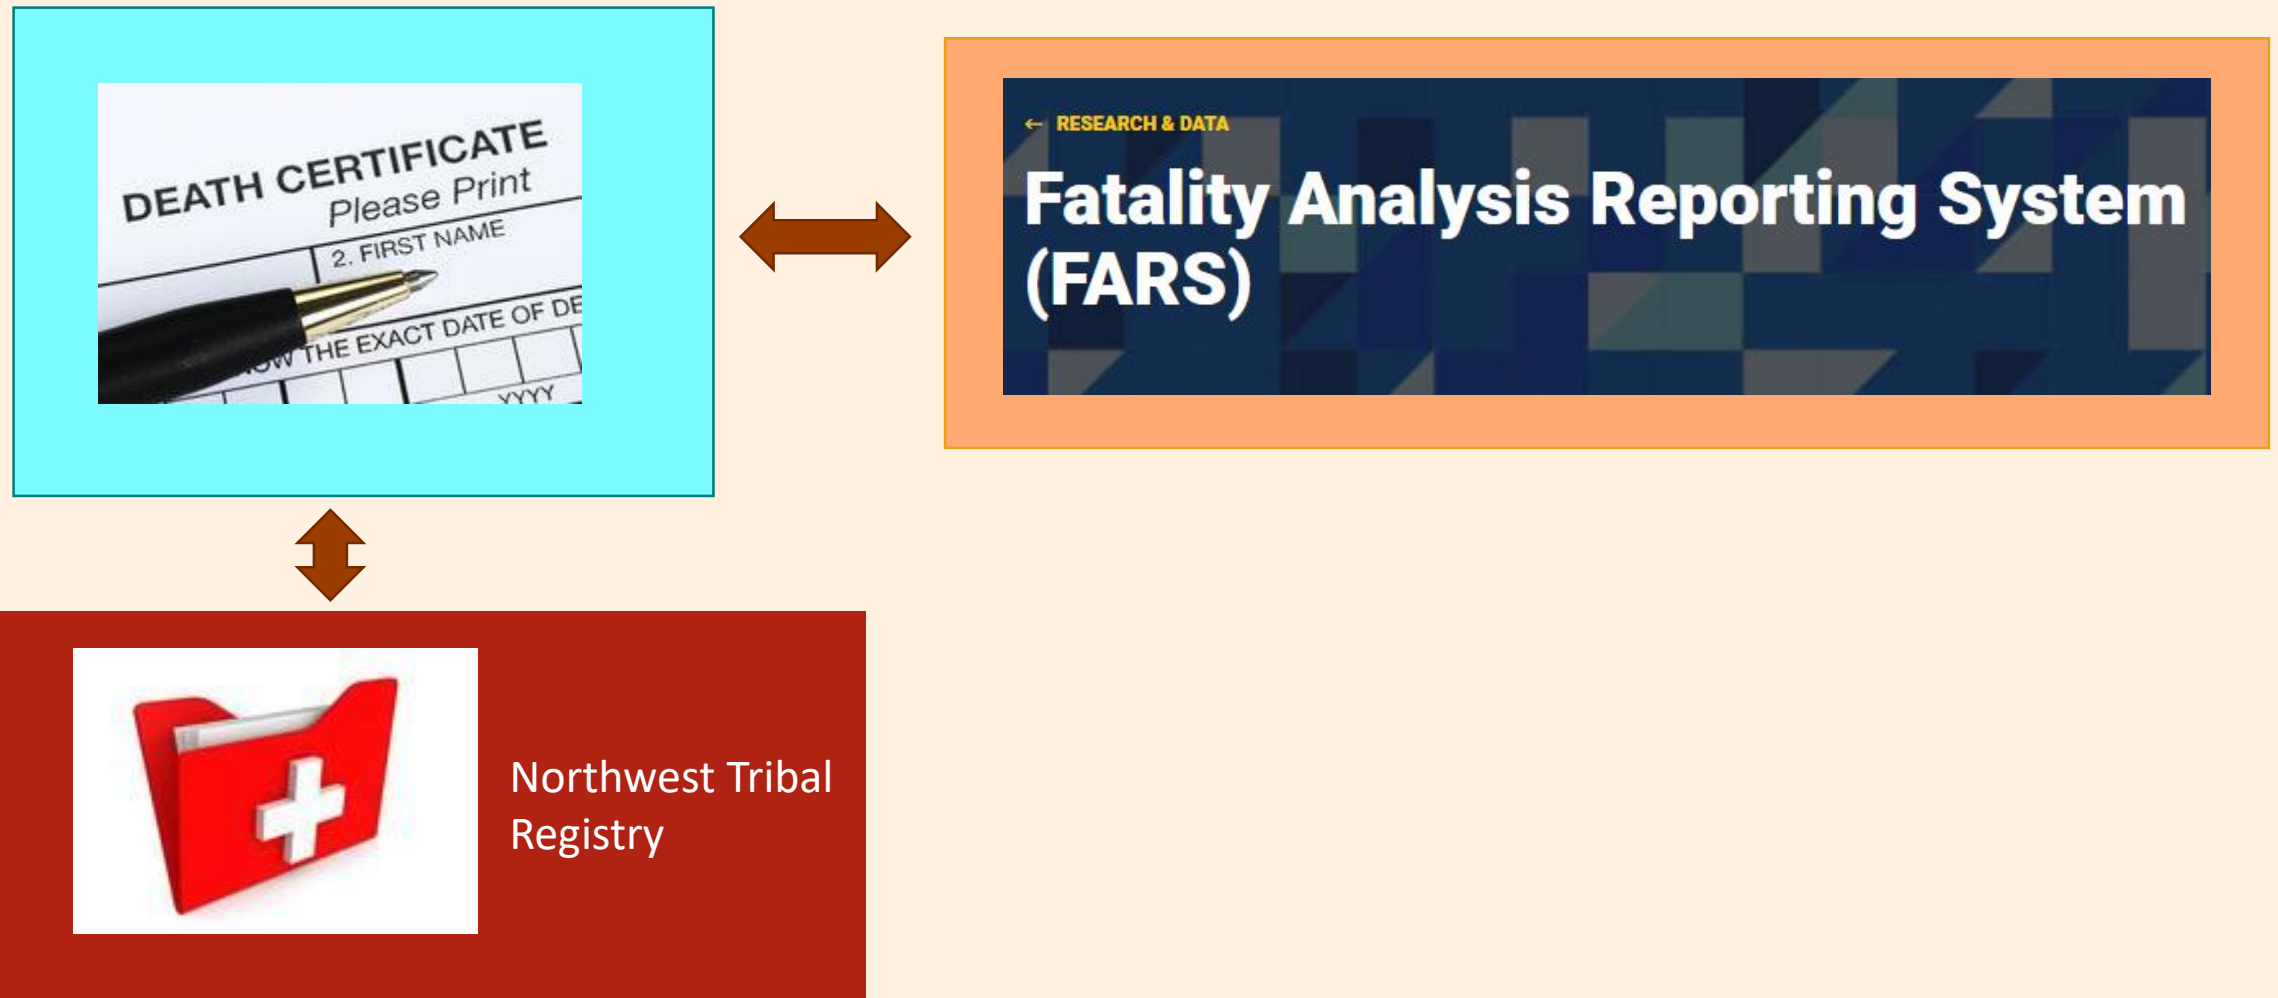 DEATH CERTIFICATE
Please Print
2. FIRST NAME
THE EXACT DATE OF DE
YYYY
← RESEARCH & DATA
Fatality Analysis Reporting System
(FARS)
Northwest Tribal
Registry